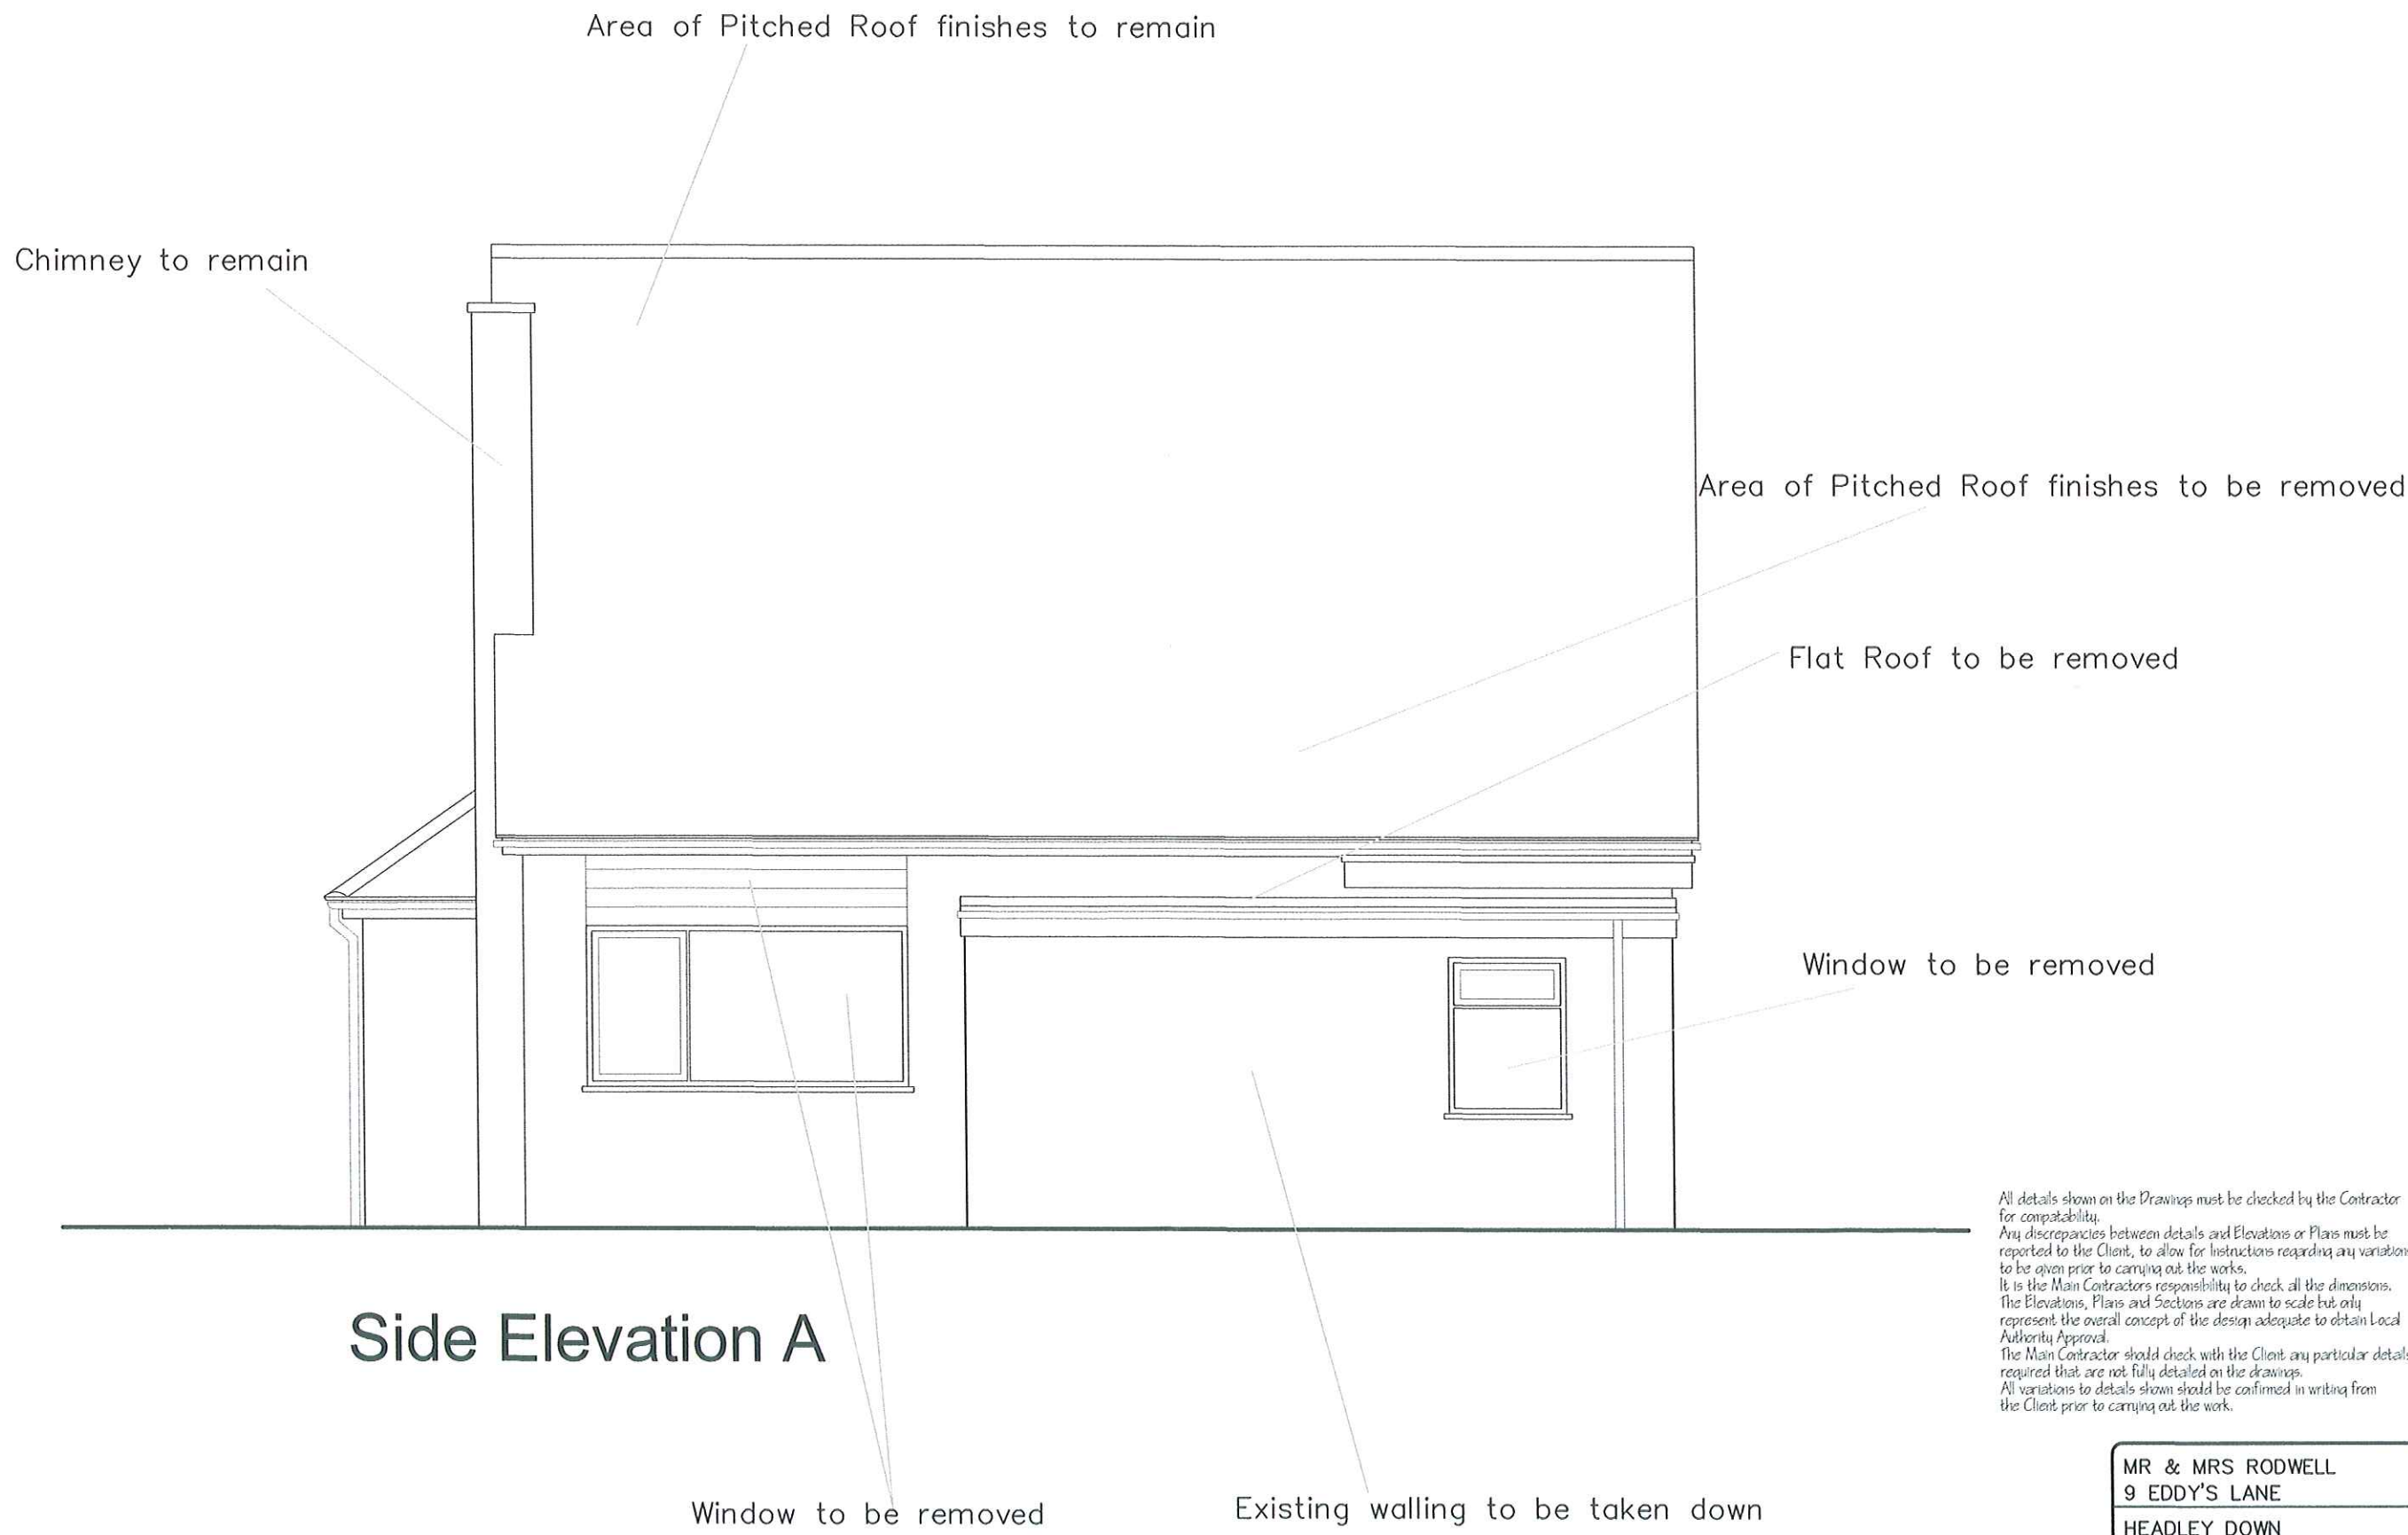 Area of Pitched Roof finishes to remain
Chimney to remain
Area of Pitched Roof finishes to be removed
Flat Roof to be removed
Window to be removed
All details shown on the Drawings must be checked by the Contractor
for compatability.
Any discrepancies between details and Elevations or Plans must be
reported to the Client, to allow for Instructions regarding any variation
to be given prior to carrying out the works.
It is the Main Contractors responsibility to check all the dimensions.
The Elevations, Plans and Sections are drawn to scale but only
represent the overall concept of the design adequate to obtain Local
Authority Approval.
The Main Contractor should check with the Client any particular details
required that are not fully detailed on the drawings.
All variations to details shown should be confirmed in writing from
the Client prior to carrying out the work.
Side Elevation A
Window to be removed
Existing walling to be taken down
MR & MRS RODWELL
9 EDDY'S LANE
HEADLEY DOWN